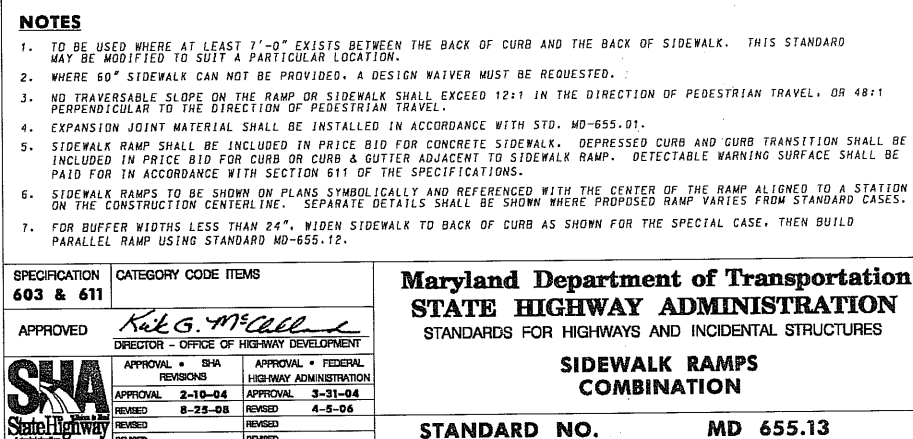 NOTES
1. TO BE USED WHERE AT LEAST 7'-0" EXISTS BETWEEN THE BACK OF CURB AND THE BACK OF SIDEWALK. THIS STANDARD
MAY BE MODIFIED TO SUIT A PARTICULAR LOCATION.
2. WHERE 60" SIDEWALK CAN NOT BE PROVIDED, A DESIGN WAIVER MUST BE REQUESTED.
3. NO TRAVERSABLE SLOPE ON THE RAMP OR SIDEWALK SHALL EXCEED 12:1 IN THE DIRECTION OF PEDESTRIAN TRAVEL, OR 48:1
PERPENDICULAR TO THE DIRECTION OF PEDESTRIAN TRAVEL.
4. EXPANSION JOINT MATERIAL SHALL BE INSTALLED IN ACCORDANCE WITH STD. MD-655.01.
5. SIDEWALK RAMP SHALL BE INCLUDED IN PRICE BID FOR CONCRETE SIDEWALK. DEPRESSED CURB AND CURB TRANSITION SHALL BE
INCLUDED IN PRICE BID FOR CURB OR CURB & GUTTER ADJACENT TO SIDEWALK RAMP. DETECTABLE WARNING SURFACE SHALL BE
PAID FOR IN ACCORDANCE WITH SECTION 611 OF THE SPECIFICATIONS.
6. SIDEWALK RAMPS TO BE SHOWN ON PLANS SYMBOLICALLY AND REFERENCED WITH THE CENTER OF THE RAMP ALIGNED TO A STATION
ON THE CONSTRUCTION CENTERLINE. SEPARATE DETAILS SHALL BE SHOWN WHERE PROPOSED RAMP VARIES FROM STANDARD CASES.
7. FOR BUFFER WIDTHS LESS THAN 24", WIDEN SIDEWALK TO BACK OF CURB AS SHOWN FOR THE SPECIAL CASE, THEN BUILD
PARALLEL RAMP USING STANDARD MD-655.12.
SPECIFICATION
603 & 611
CATEGORY CODE ITEMS
APPROVED
Kirk G. McClelland
DIRECTOR - OFFICE OF HIGHWAY DEVELOPMENT
SHA
State Highway
APPROVAL • SHA
REVISIONS
APPROVAL • FEDERAL
HIGHWAY ADMINISTRATION
APPROVAL 2-10-04
APPROVAL 3-31-04
REVISED 8-25-08
REVISED 4-5-06
REVISED
REVISED
Maryland Department of Transportation
STATE HIGHWAY ADMINISTRATION
STANDARDS FOR HIGHWAYS AND INCIDENTAL STRUCTURES
SIDEWALK RAMPS
COMBINATION
STANDARD NO. MD 655.13